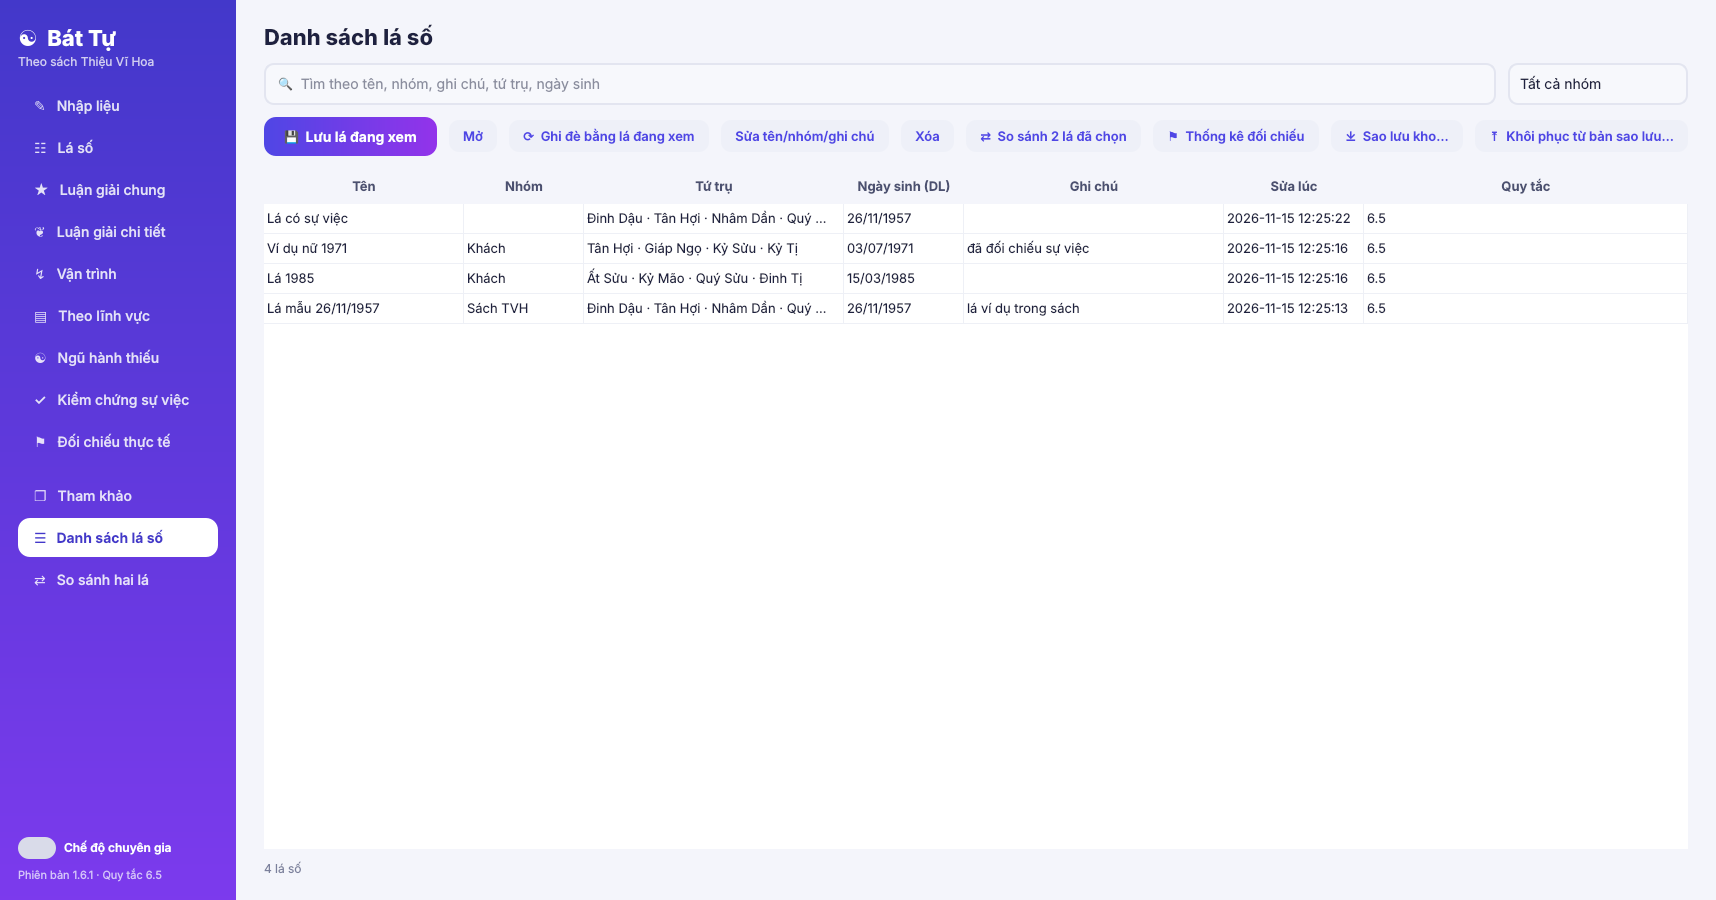 ☯ Bát Tự
Theo sách Thiệu Vĩ Hoa
✎ Nhập liệu
☷ Lá số
★ Luận giải chung
❦ Luận giải chi tiết
↯ Vận trình
▤ Theo lĩnh vực
☯ Ngũ hành thiếu
✓ Kiểm chứng sự việc
⚑ Đối chiếu thực tế
❐ Tham khảo
☰ Danh sách lá số
⇄ So sánh hai lá
Chế độ chuyên gia
Phiên bản 1.6.1 · Quy tắc 6.5
Danh sách lá số
🔍 Tìm theo tên, nhóm, ghi chú, tứ trụ, ngày sinh
Tất cả nhóm
💾 Lưu lá đang xem
Mở
⟳ Ghi đè bằng lá đang xem
Sửa tên/nhóm/ghi chú
Xóa
⇄ So sánh 2 lá đã chọn
⚑ Thống kê đối chiếu
⤓ Sao lưu kho...
⤒ Khôi phục từ bản sao lưu...
Tên Nhóm Tứ trụ Ngày sinh (DL) Ghi chú Sửa lúc Quy tắc
Lá có sự việc Đinh Dậu · Tân Hợi · Nhâm Dần · Quý ... 26/11/1957 2026-11-15 12:25:22 6.5
Ví dụ nữ 1971 Khách Tân Hợi · Giáp Ngọ · Kỷ Sửu · Kỷ Tị 03/07/1971 đã đối chiếu sự việc 2026-11-15 12:25:16 6.5
Lá 1985 Khách Ất Sửu · Kỷ Mão · Quý Sửu · Đinh Tị 15/03/1985 2026-11-15 12:25:16 6.5
Lá mẫu 26/11/1957 Sách TVH Đinh Dậu · Tân Hợi · Nhâm Dần · Quý ... 26/11/1957 lá ví dụ trong sách 2026-11-15 12:25:13 6.5
4 lá số